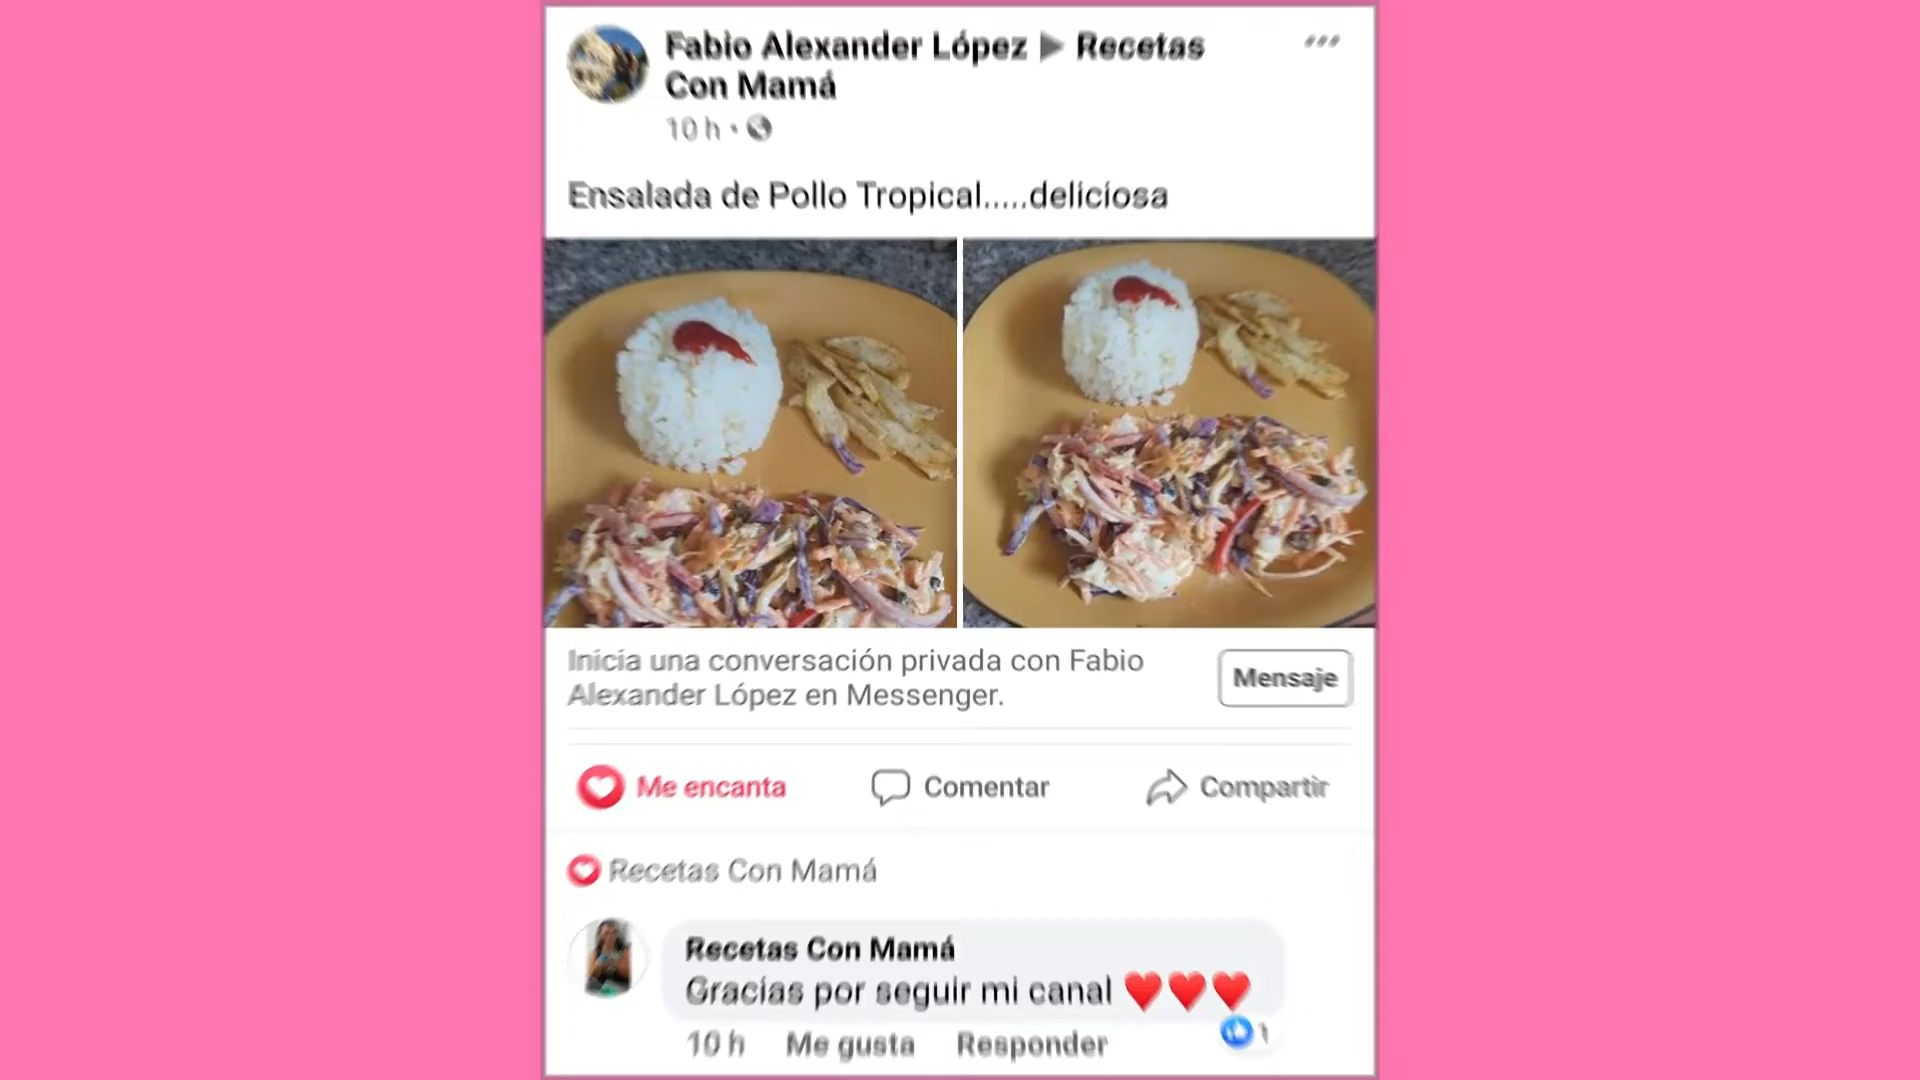 Fabio Alexander López ▶ Recetas
Con Mamá
10 h ·
Ensalada de Pollo Tropical.....deliciosa
Inicia una conversación privada con Fabio
Alexander López en Messenger.
Mensaje
Me encanta
Comentar
Compartir
Recetas Con Mamá
Recetas Con Mamá
Gracias por seguir mi canal ❤❤❤
10 h Me gusta Responder 1